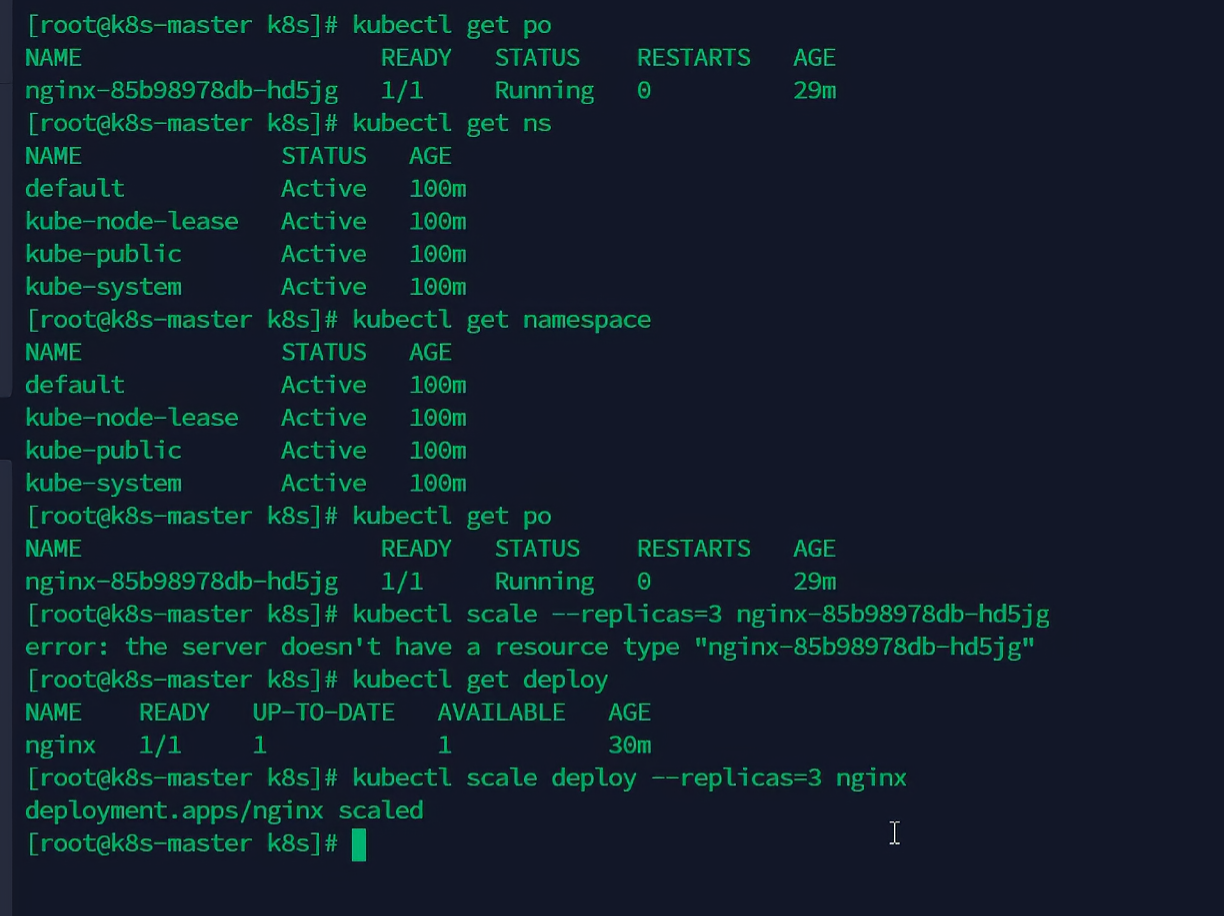 [root@k8s-master k8s]# kubectl get po
NAME                     READY   STATUS    RESTARTS   AGE
nginx-85b98978db-hd5jg   1/1     Running   0          29m
[root@k8s-master k8s]# kubectl get ns
NAME              STATUS   AGE
default           Active   100m
kube-node-lease   Active   100m
kube-public       Active   100m
kube-system       Active   100m
[root@k8s-master k8s]# kubectl get namespace
NAME              STATUS   AGE
default           Active   100m
kube-node-lease   Active   100m
kube-public       Active   100m
kube-system       Active   100m
[root@k8s-master k8s]# kubectl get po
NAME                     READY   STATUS    RESTARTS   AGE
nginx-85b98978db-hd5jg   1/1     Running   0          29m
[root@k8s-master k8s]# kubectl scale --replicas=3 nginx-85b98978db-hd5jg
error: the server doesn't have a resource type "nginx-85b98978db-hd5jg"
[root@k8s-master k8s]# kubectl get deploy
NAME    READY   UP-TO-DATE   AVAILABLE   AGE
nginx   1/1     1            1           30m
[root@k8s-master k8s]# kubectl scale deploy --replicas=3 nginx
deployment.apps/nginx scaled
[root@k8s-master k8s]#